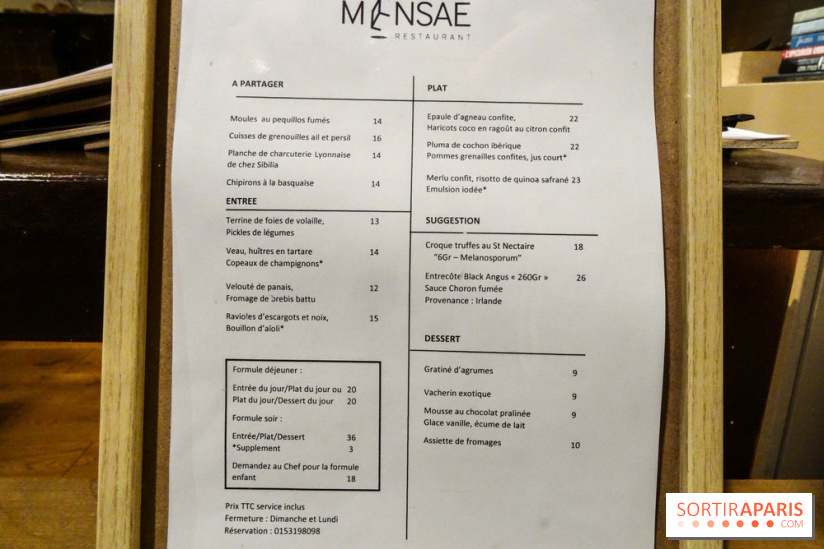 MENSAE
RESTAURANT
A PARTAGER
Moules au pequillos fumés 14
Cuisses de grenouilles ail et persil 16
Planche de charcuterie Lyonnaise 14
de chez Sibilia
Chipirons à la basquaise 14
ENTREE
Terrine de foies de volaille, 13
Pickles de légumes
Veau, huîtres en tartare 14
Copeaux de champignons*
Velouté de panais, 12
Fromage de brebis battu
Ravioles d'escargots et noix, 15
Bouillon d'aïoli*
Formule déjeuner :
Entrée du jour/Plat du jour ou 20
Plat du jour/Dessert du jour 20
Formule soir :
Entrée/Plat/Dessert 36
*Supplement 3
Demandez au Chef pour la formule
enfant 18
Prix TTC service inclus
Fermeture : Dimanche et Lundi
Réservation : 0153198098
PLAT
Epaule d'agneau confite, 22
Haricots coco en ragoût au citron confit
Pluma de cochon ibérique 22
Pommes grenailles confites, jus court*
Merlu confit, risotto de quinoa safrané 23
Emulsion iodée*
SUGGESTION
Croque truffes au St Nectaire 18
"6Gr – Melanosporum"
Entrecôte Black Angus « 260Gr » 26
Sauce Choron fumée
Provenance : Irlande
DESSERT
Gratiné d'agrumes 9
Vacherin exotique 9
Mousse au chocolat pralinée 9
Glace vanille, écume de lait
Assiette de fromages 10
SORTIRAPARIS
.COM